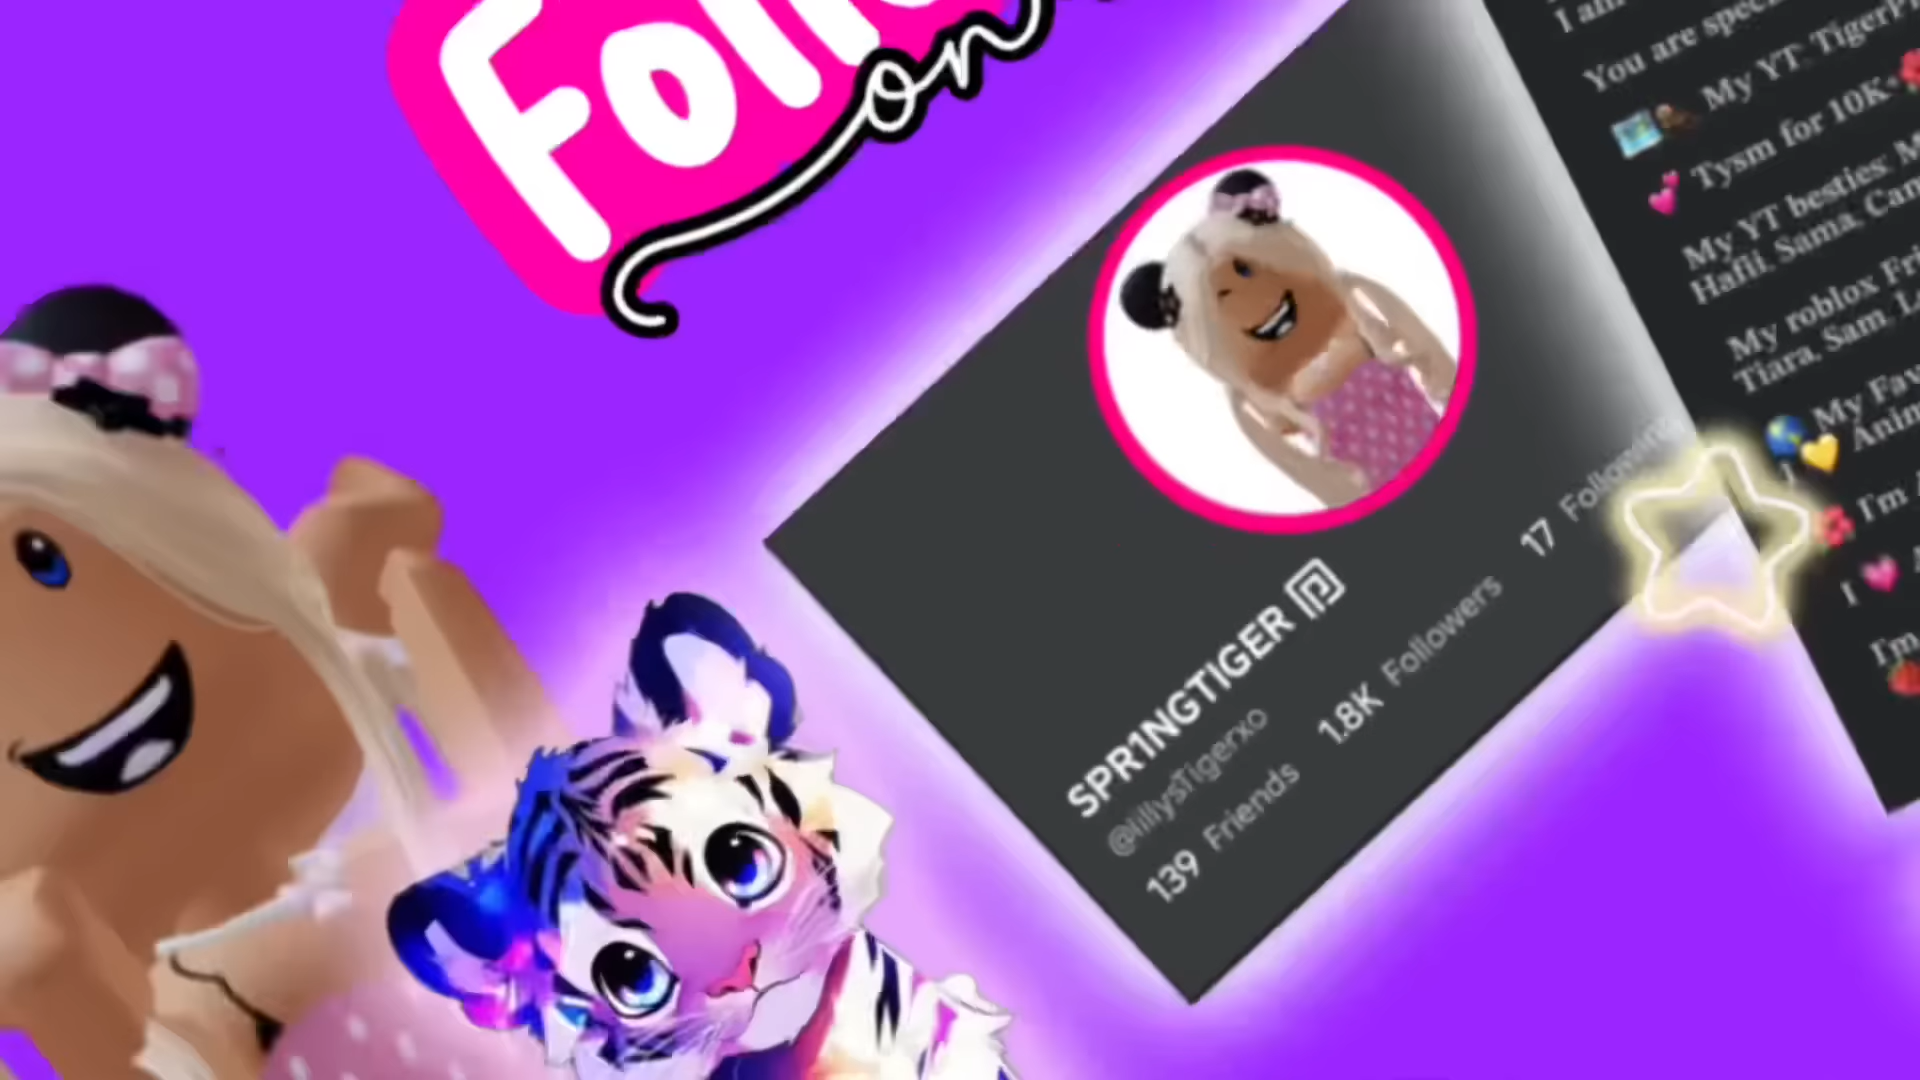 Follo
on
SPR1NGTIGER
@lillysTigerxo
139 Friends 1.8K Followers 17 Following
I am
You are spec
My YT: TigerP
Tysm for 10K
My YT besties: M
Hafii, Sama, Cam
My roblox Fri
Tiara, Sam, L
My Fav
Anim
I'm
I
I'm